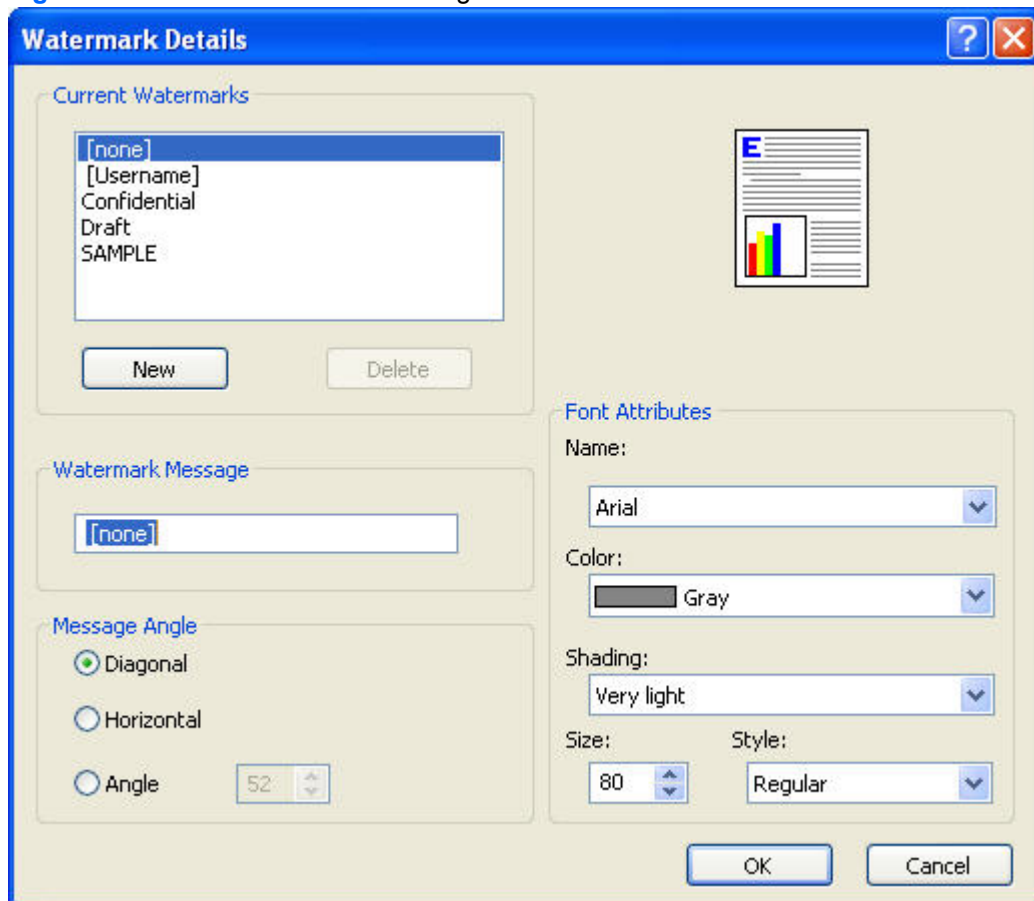 Watermark Details
?
Current Watermarks
[none]
[Username]
Confidential
Draft
SAMPLE
New
Delete
E
Watermark Message
[none]
Message Angle
Diagonal
Horizontal
Angle
52
Font Attributes
Name:
Arial
Color:
Gray
Shading:
Very light
Size:
Style:
80
Regular
OK
Cancel